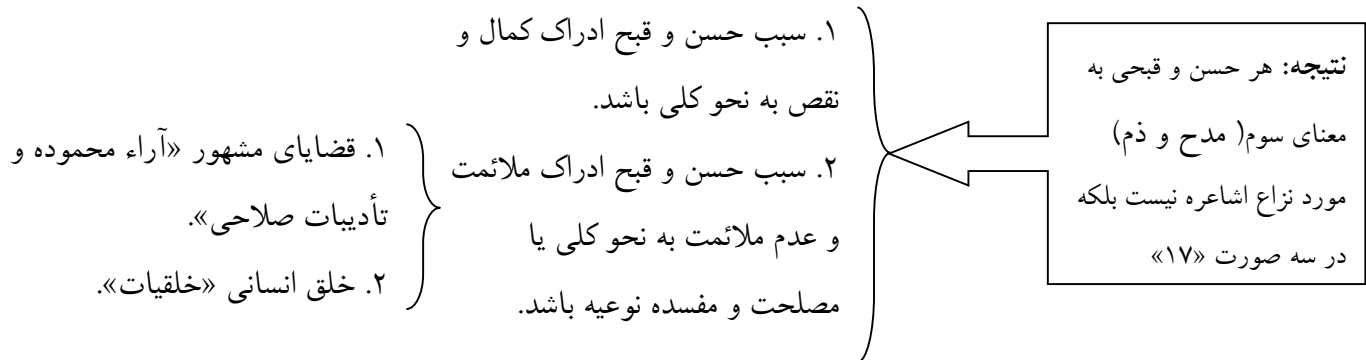 نتیجه: هر حسن و قبحی به
معنای سوم( مدح و ذم)
مورد نزاع اشاعره نیست بلکه
در سه صورت «۱۷»
۱. سبب حسن و قبح ادراک کمال و
نقص به نحو کلی باشد.
۲. سبب حسن و قبح ادراک ملائمت
و عدم ملائمت به نحو کلی یا
مصلحت و مفسده نوعیه باشد.
۱. قضایای مشهور «آراء محموده و
تأدیبات صلاحی».
۲. خلق انسانی «خلقیات».